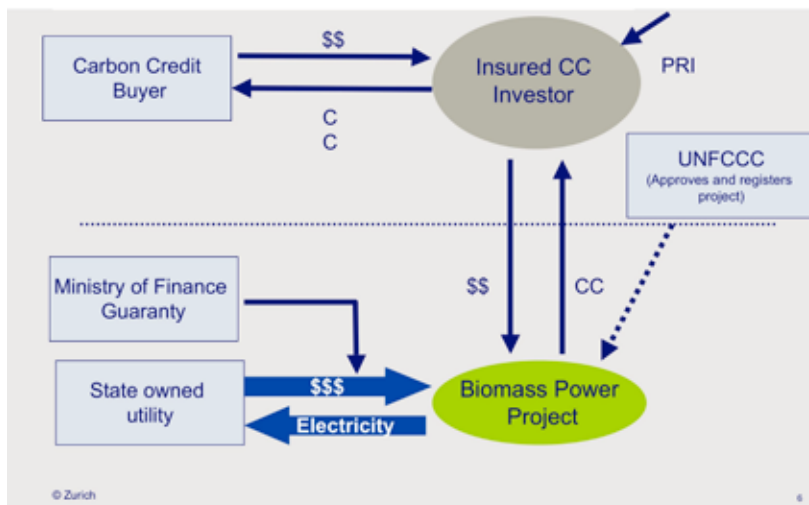 $$
Carbon Credit
Buyer
Insured CC
Investor
PRI
C
C
UNFCCC
(Approves and registers
project)
Ministry of Finance
Guaranty
$$
CC
State owned
utility
$$$
Electricity
Biomass Power
Project
© Zurich
6